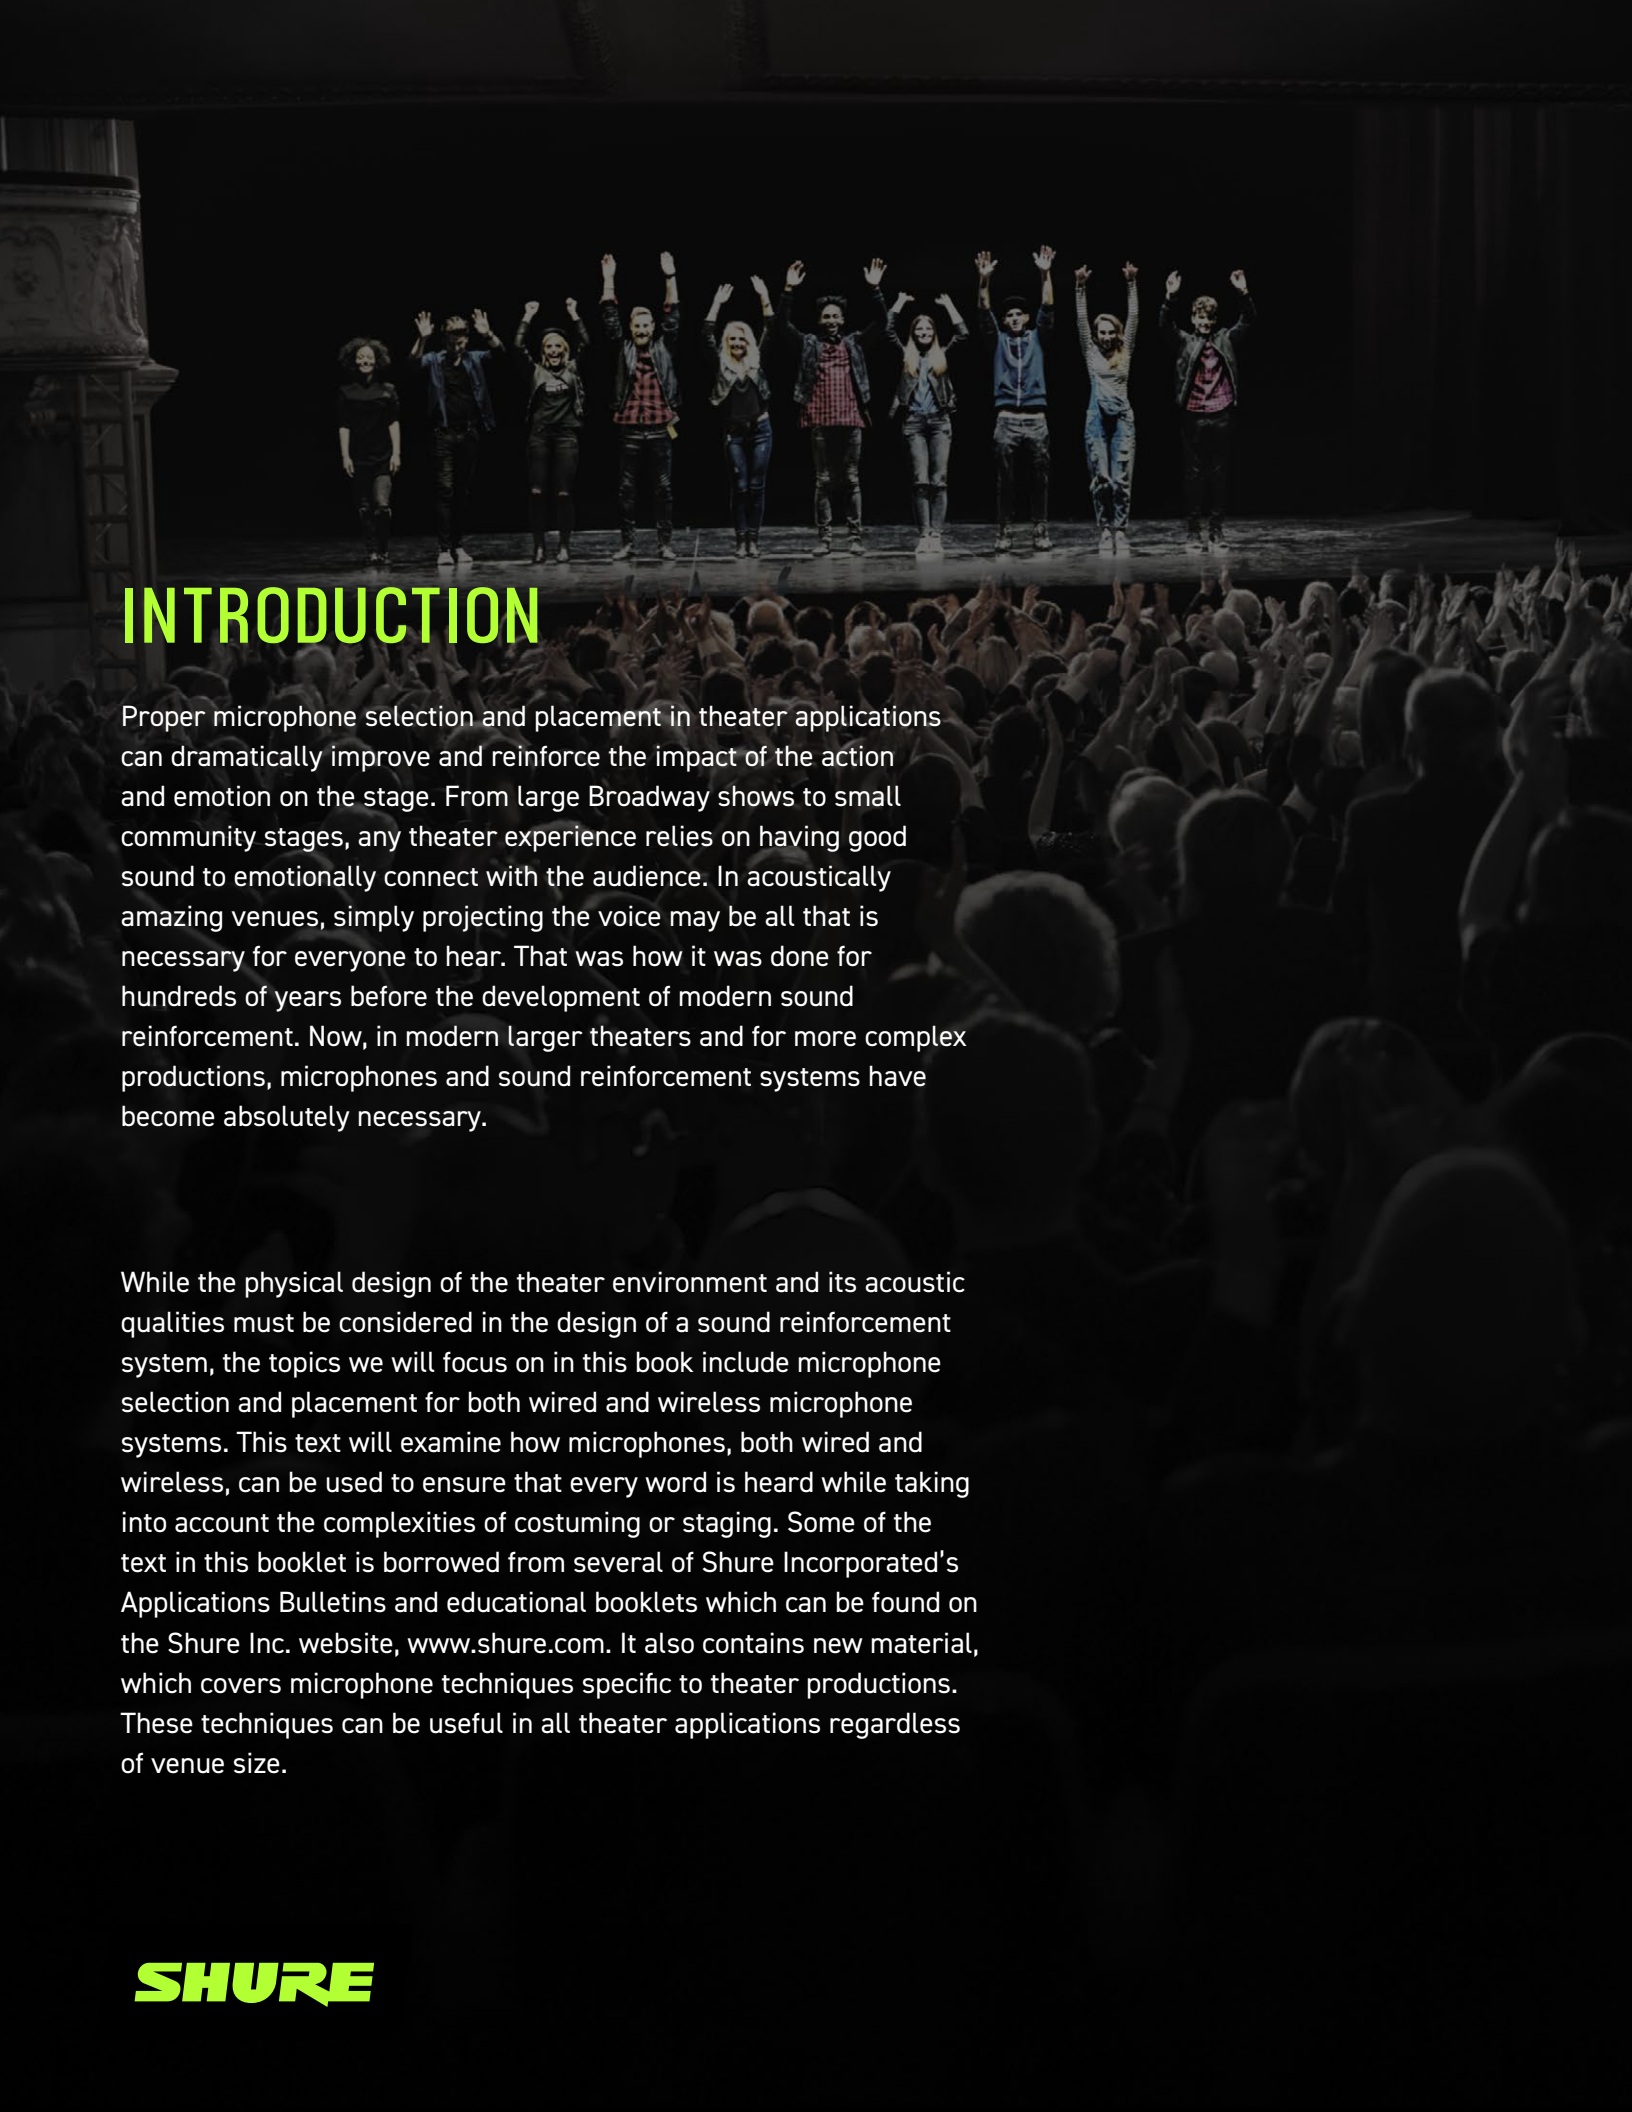 INTRODUCTION
Proper microphone selection and placement in theater applications
can dramatically improve and reinforce the impact of the action
and emotion on the stage. From large Broadway shows to small
community stages, any theater experience relies on having good
sound to emotionally connect with the audience. In acoustically
amazing venues, simply projecting the voice may be all that is
necessary for everyone to hear. That was how it was done for
hundreds of years before the development of modern sound
reinforcement. Now, in modern larger theaters and for more complex
productions, microphones and sound reinforcement systems have
become absolutely necessary.
While the physical design of the theater environment and its acoustic
qualities must be considered in the design of a sound reinforcement
system, the topics we will focus on in this book include microphone
selection and placement for both wired and wireless microphone
systems. This text will examine how microphones, both wired and
wireless, can be used to ensure that every word is heard while taking
into account the complexities of costuming or staging. Some of the
text in this booklet is borrowed from several of Shure Incorporated's
Applications Bulletins and educational booklets which can be found on
the Shure Inc. website, www.shure.com. It also contains new material,
which covers microphone techniques specific to theater productions.
These techniques can be useful in all theater applications regardless
of venue size.
SHURE